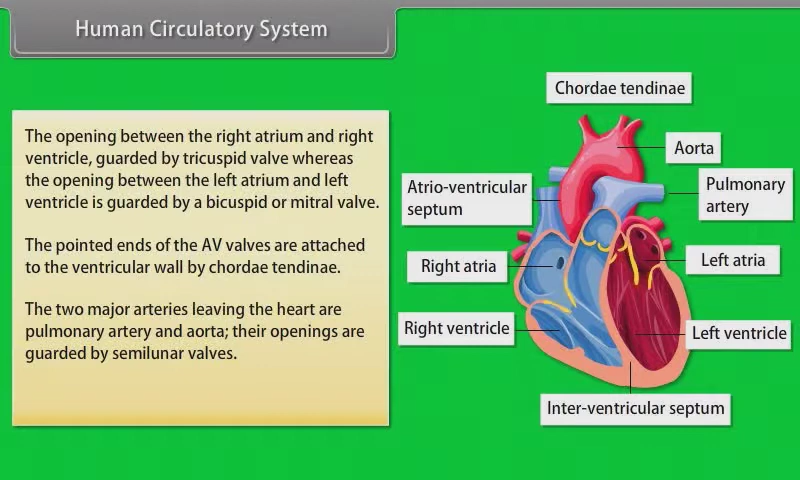 Human Circulatory System
The opening between the right atrium and right
ventricle, guarded by tricuspid valve whereas
the opening between the left atrium and left
ventricle is guarded by a bicuspid or mitral valve.
The pointed ends of the AV valves are attached
to the ventricular wall by chordae tendinae.
The two major arteries leaving the heart are
pulmonary artery and aorta; their openings are
guarded by semilunar valves.
Chordae tendinae
Aorta
Atrio-ventricular
septum
Pulmonary
artery
Right atria
Left atria
Right ventricle
Left ventricle
Inter-ventricular septum